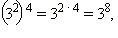 (3²)⁴ = 3²·⁴ = 3⁸,